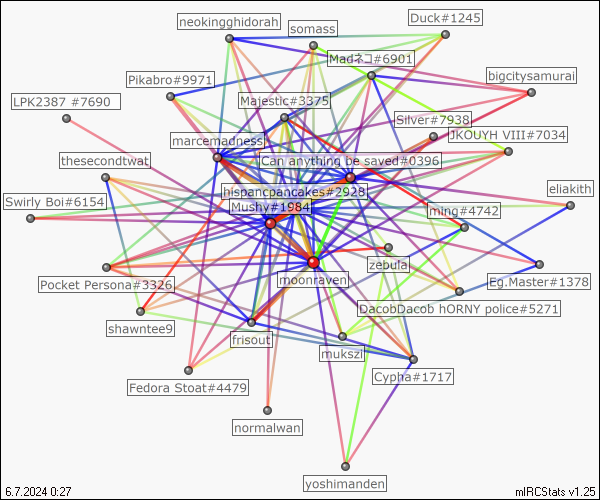 neokingghidorah
somass
Duck#1245
Madネコ#6901
bigcitysamurai
Pikabro#9971
LPK2387 #7690
Majestic#3375
Silver#7938
JKOUYH VIII#7034
marcemadness
thesecondtwat
Can anything be saved#0396
hispanicpancakes#2928
eliakith
Swirly Boi#6154
Mushy#1984
ming#4742
zebula
moonraven
Eg.Master#1378
Pocket Persona#3326
DacobDacob hORNY police#5271
shawntee9
frisout
mukszi
Cypha#1717
Fedora Stoat#4479
normalwan
yoshimanden
6.7.2024 0:27
mIRCStats v1.25